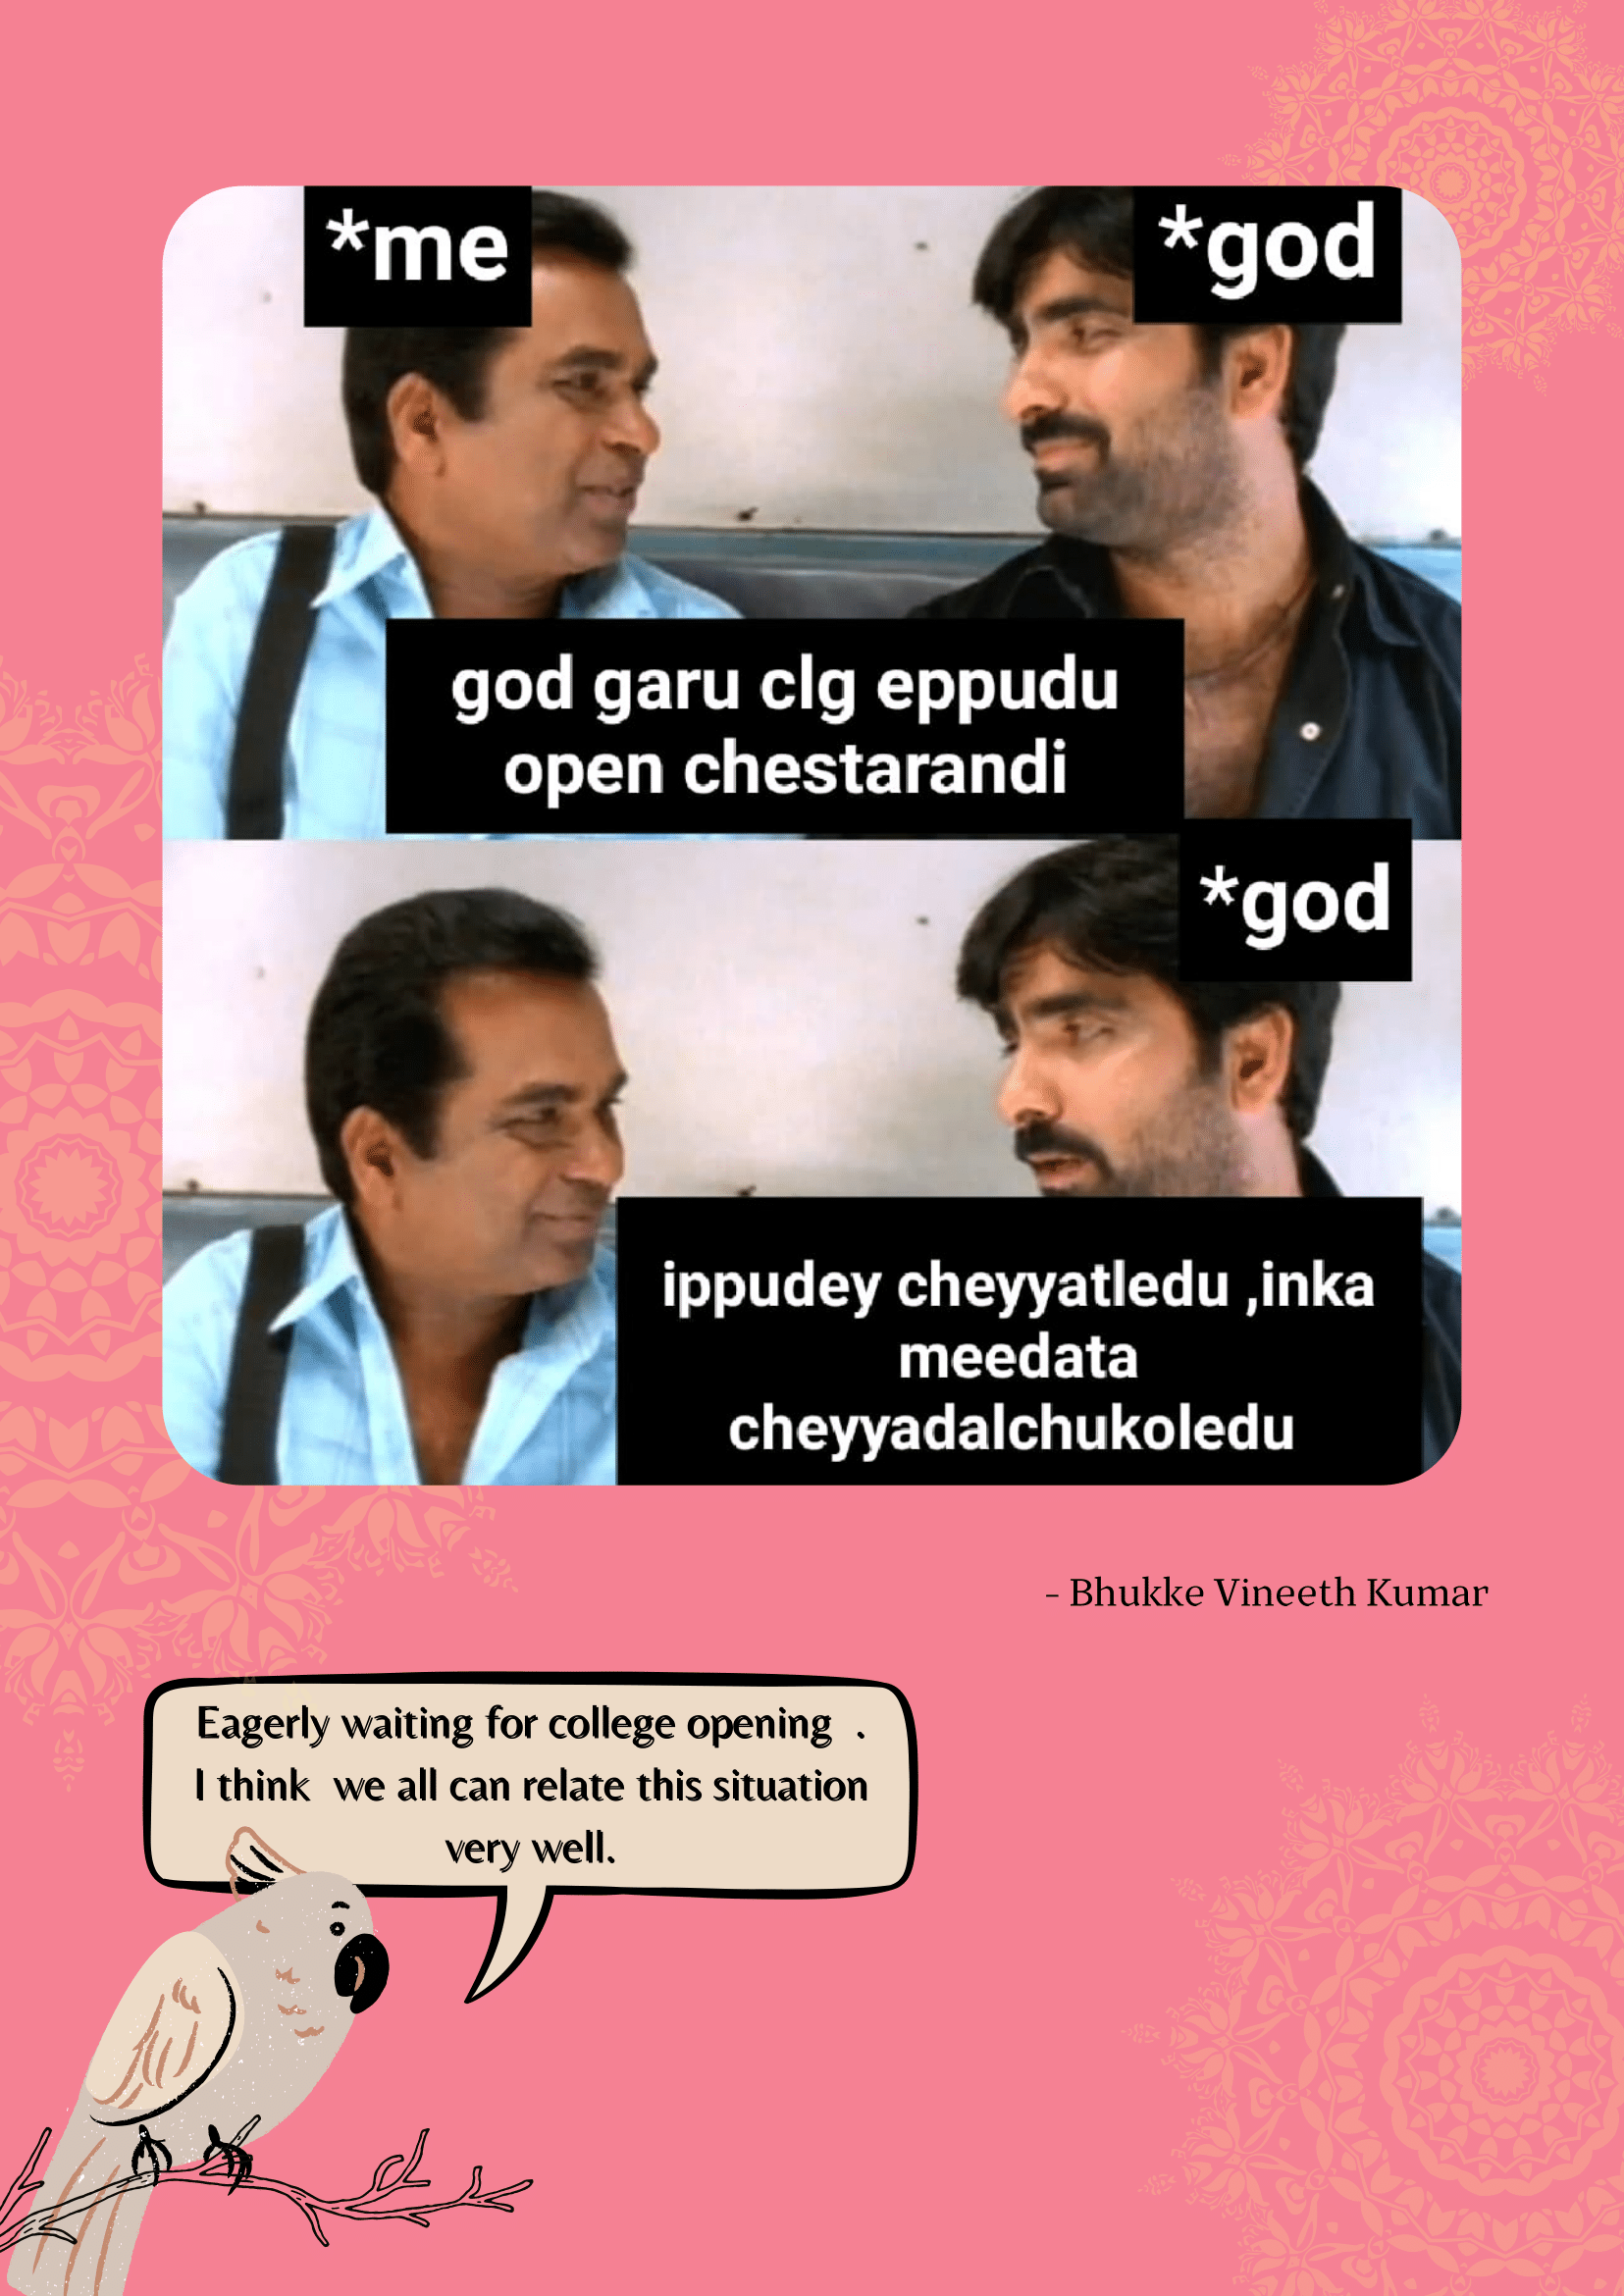 *me
*god
god garu clg eppudu
open chestarandi
*god
ippudey cheyyatledu ,inka
meedata
cheyyadalchukoledu
- Bhukke Vineeth Kumar
Eagerly waiting for college opening .
I think we all can relate this situation
very well.